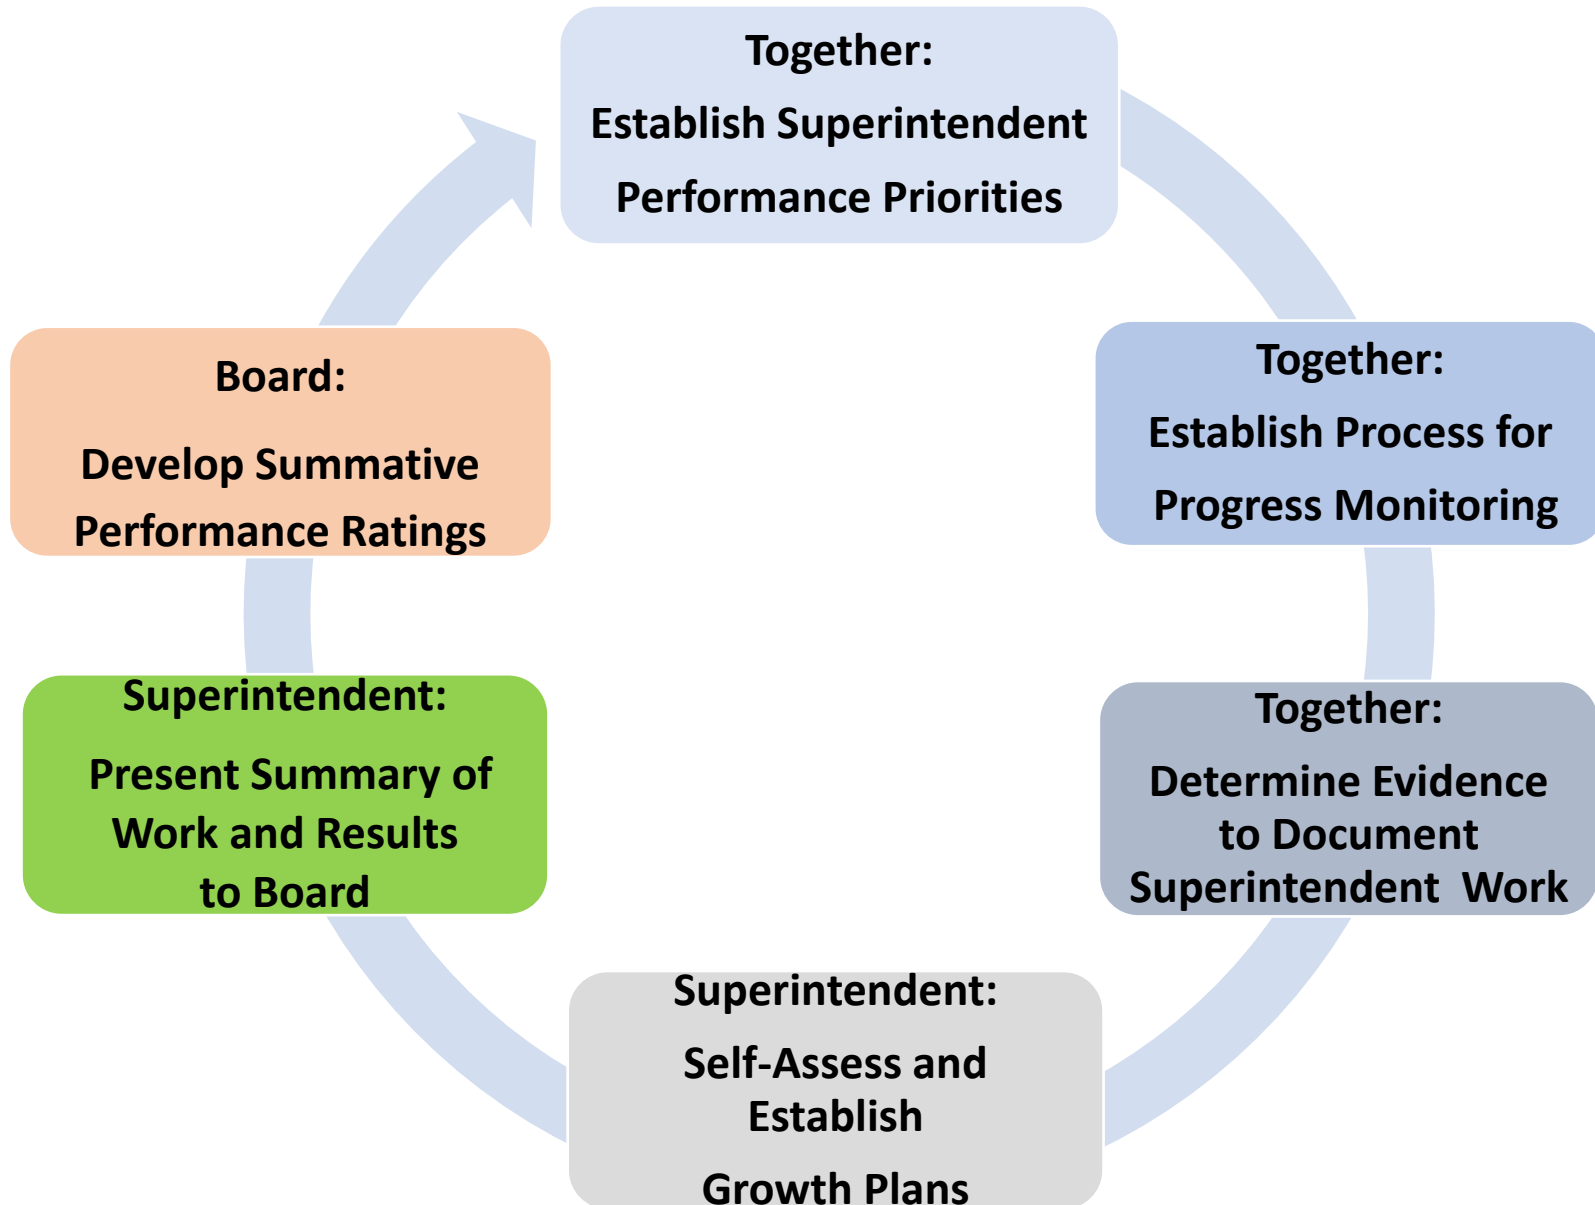 Together:
Establish Superintendent
Performance Priorities
Together:
Establish Process for
Progress Monitoring
Together:
Determine Evidence
to Document
Superintendent  Work
Superintendent:
Self-Assess and
Establish
Growth Plans
Superintendent:
Present Summary of
Work and Results
to Board
Board:
Develop Summative
Performance Ratings